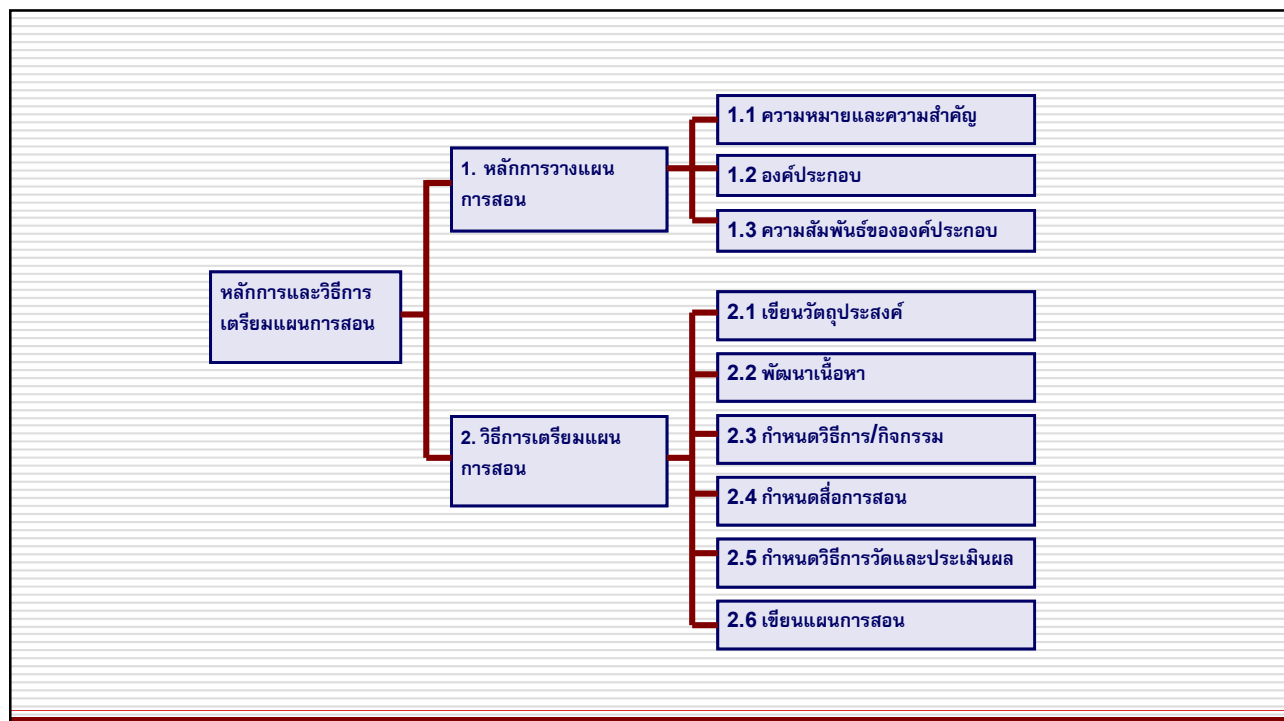 หลักการและวิธีการ
เตรียมแผนการสอน
1. หลักการวางแผน
การสอน
1.1 ความหมายและความสำคัญ
1.2 องค์ประกอบ
1.3 ความสัมพันธ์ขององค์ประกอบ
2. วิธีการเตรียมแผน
การสอน
2.1 เขียนวัตถุประสงค์
2.2 พัฒนาเนื้อหา
2.3 กำหนดวิธีการ/กิจกรรม
2.4 กำหนดสื่อการสอน
2.5 กำหนดวิธีการวัดและประเมินผล
2.6 เขียนแผนการสอน